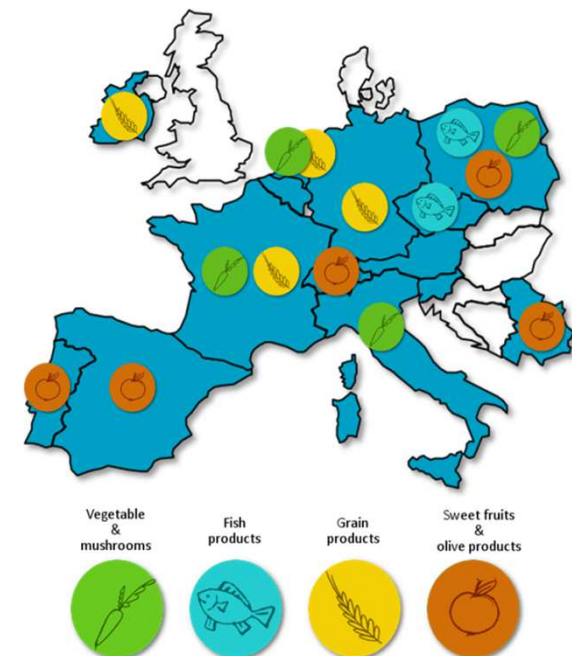 Vegetable
&
mushrooms
Fish
products
Grain
products
Sweet fruits
&
olive products